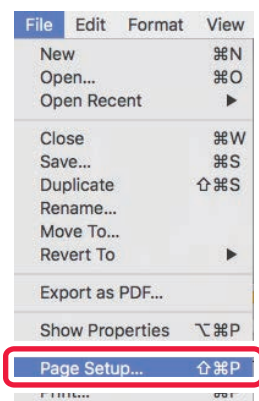 File Edit Format View
New ⌘N
Open... ⌘O
Open Recent ▶
Close ⌘W
Save... ⌘S
Duplicate ⇧⌘S
Rename...
Move To...
Revert To ▶
Export as PDF...
Show Properties ⌥⌘P
Page Setup... ⇧⌘P